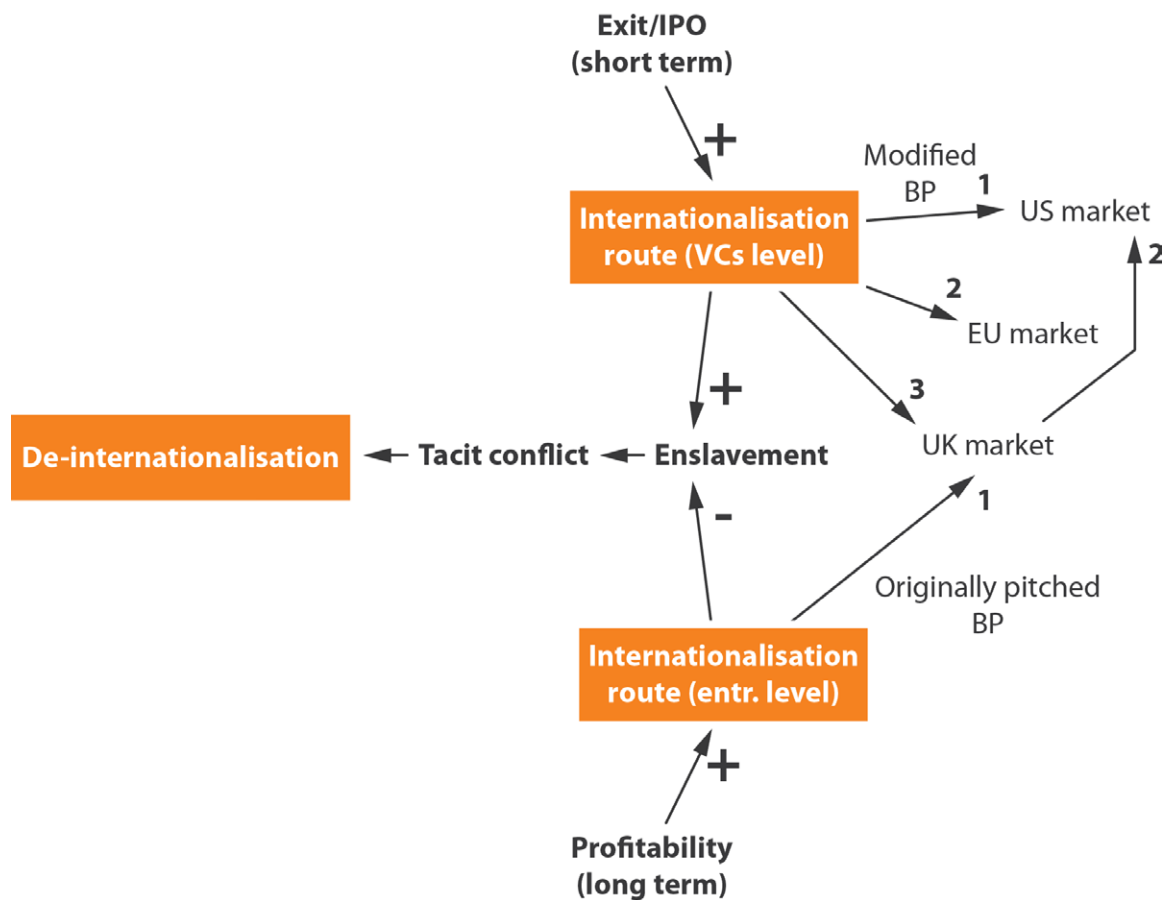 Exit/IPO
(short term)
+
Modified
BP
1
US market
Internationalisation
route (VCs level)
2
2
EU market
+
3
De-internationalisation
Tacit conflict
Enslavement
UK market
-
1
Originally pitched
BP
Internationalisation
route (entr. level)
+
Profitability
(long term)